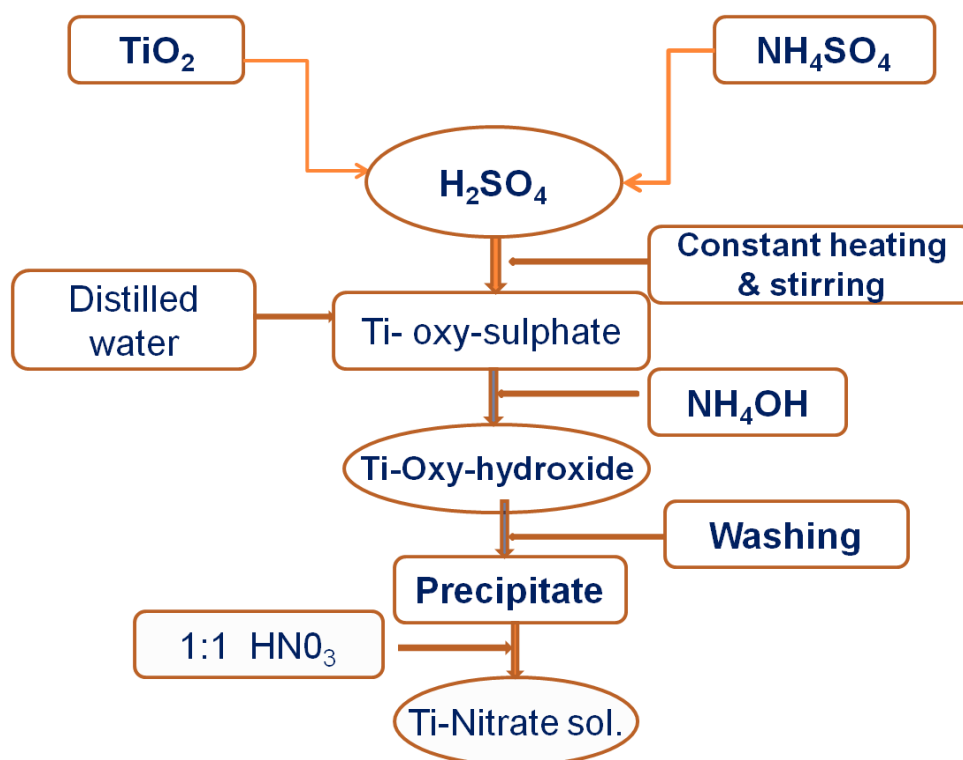 TiO₂
NH₄SO₄
H₂SO₄
Constant heating
& stirring
Distilled
water
Ti- oxy-sulphate
NH₄OH
Ti-Oxy-hydroxide
Washing
Precipitate
1:1 HN0₃
Ti-Nitrate sol.